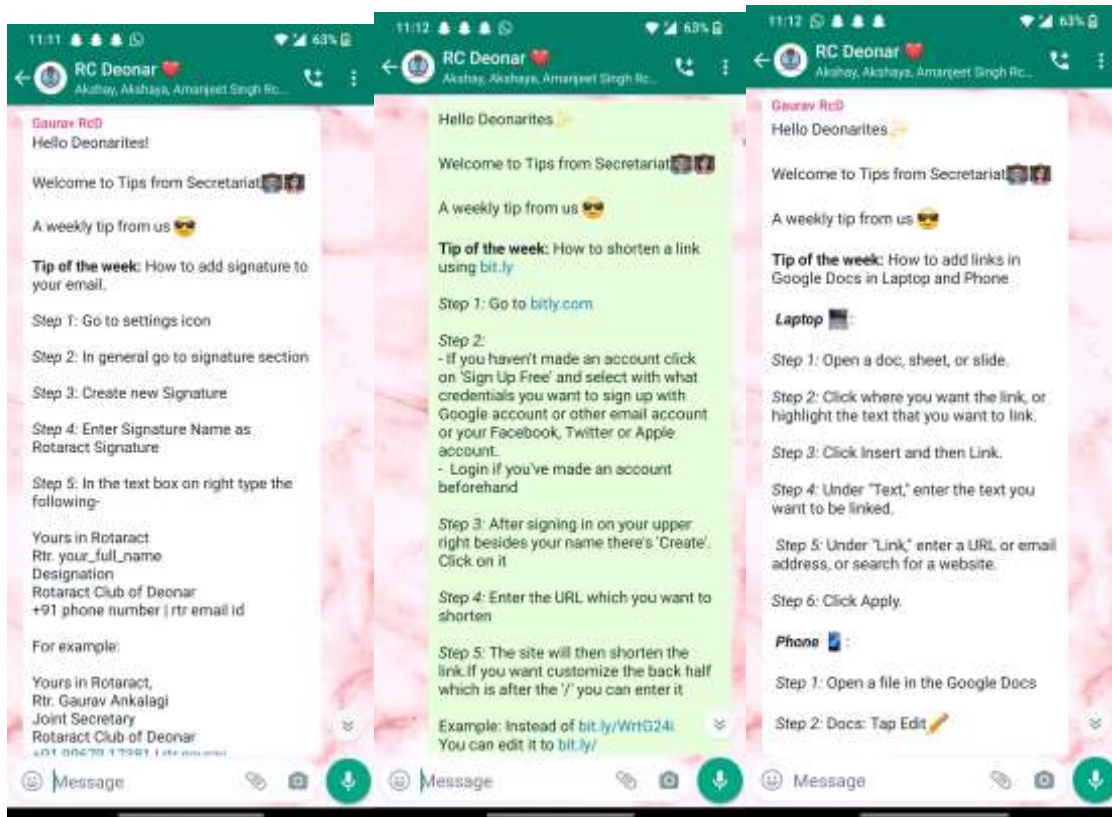 11:11
63%
RC Deonar
Akshay, Akshaya, Amanjeet Singh Rc...
Gaurav RcD
Hello Deonarites!
Welcome to Tips from Secretariat
A weekly tip from us
Tip of the week: How to add signature to
your email.
Step 1: Go to settings icon
Step 2: In general go to signature section
Step 3: Create new Signature
Step 4: Enter Signature Name as
Rotaract Signature
Step 5: In the text box on right type the
following-
Yours in Rotaract
Rtr. your_full_name
Designation
Rotaract Club of Deonar
+91 phone number | rtr email id
For example:
Yours in Rotaract,
Rtr. Gaurav Ankalagi
Joint Secretary
Rotaract Club of Deonar
Message
11:12
63%
RC Deonar
Akshay, Akshaya, Amanjeet Singh Rc...
Hello Deonarites
Welcome to Tips from Secretariat
A weekly tip from us
Tip of the week: How to shorten a link
using bit.ly
Step 1: Go to bitly.com
Step 2:
- If you haven't made an account click
on 'Sign Up Free' and select with what
credentials you want to sign up with
Google account or other email account
or your Facebook, Twitter or Apple
account.
- Login if you've made an account
beforehand
Step 3: After signing in on your upper
right besides your name there's 'Create'.
Click on it
Step 4: Enter the URL which you want to
shorten
Step 5: The site will then shorten the
link.If you want customize the back half
which is after the '/' you can enter it
Example: Instead of bit.ly/WrtG24i
You can edit it to bit.ly/
Message
11:12
63%
RC Deonar
Akshay, Akshaya, Amanjeet Singh Rc...
Gaurav RcD
Hello Deonarites
Welcome to Tips from Secretariat
A weekly tip from us
Tip of the week: How to add links in
Google Docs in Laptop and Phone
Laptop :
Step 1: Open a doc, sheet, or slide.
Step 2: Click where you want the link, or
highlight the text that you want to link.
Step 3: Click Insert and then Link.
Step 4: Under "Text," enter the text you
want to be linked.
Step 5: Under "Link," enter a URL or email
address, or search for a website.
Step 6: Click Apply.
Phone :
Step 1: Open a file in the Google Docs
Step 2: Docs: Tap Edit
Message